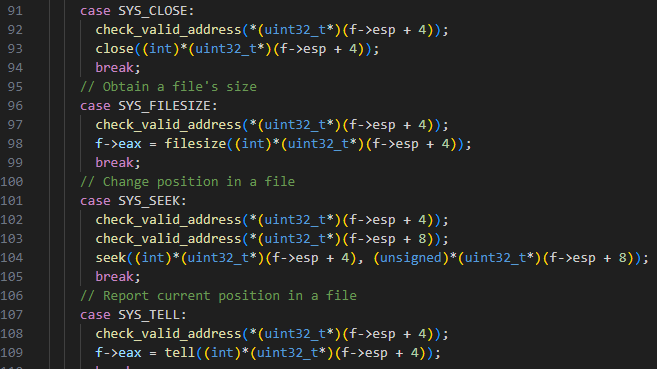 91 case SYS_CLOSE:
92 check_valid_address(*(uint32_t*)(f->esp + 4));
93 close((int)*(uint32_t*)(f->esp + 4));
94 break;
95 // Obtain a file's size
96 case SYS_FILESIZE:
97 check_valid_address(*(uint32_t*)(f->esp + 4));
98 f->eax = filesize((int)*(uint32_t*)(f->esp + 4));
99 break;
100 // Change position in a file
101 case SYS_SEEK:
102 check_valid_address(*(uint32_t*)(f->esp + 4));
103 check_valid_address(*(uint32_t*)(f->esp + 8));
104 seek((int)*(uint32_t*)(f->esp + 4), (unsigned)*(uint32_t*)(f->esp + 8));
105 break;
106 // Report current position in a file
107 case SYS_TELL:
108 check_valid_address(*(uint32_t*)(f->esp + 4));
109 f->eax = tell((int)*(uint32_t*)(f->esp + 4));